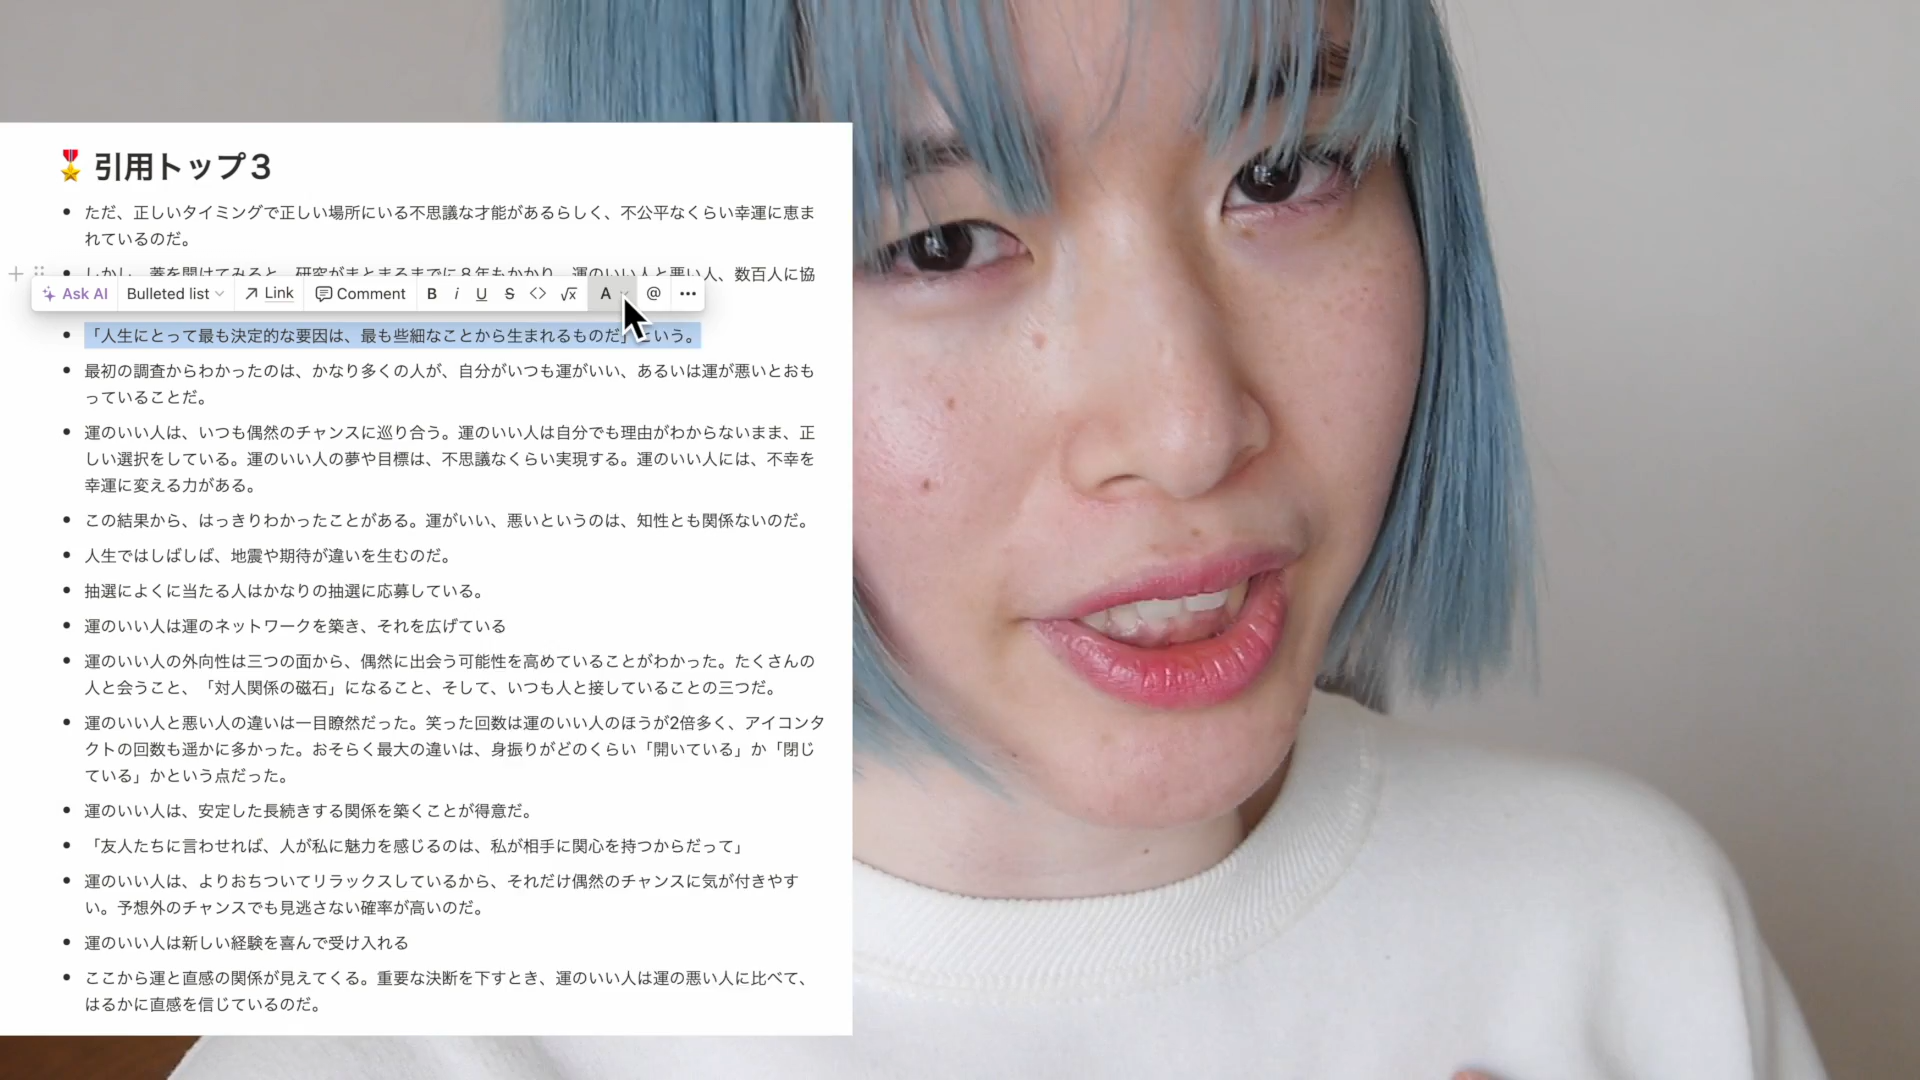 引用トップ３
ただ、正しいタイミングで正しい場所にいる不思議な才能があるらしく、不公平なくらい幸運に恵ま
れているのだ。
しかし、蓋を開けてみると、研究がまとまるまでに８年もかかり、運のいい人と悪い人、数百人に協
Ask AI Bulleted list Link Comment B i U S <> √x A @ •••
「人生にとって最も決定的な要因は、最も些細なことから生まれるものだ」という。
最初の調査からわかったのは、かなり多くの人が、自分がいつも運がいい、あるいは運が悪いとおも
っていることだ。
運のいい人は、いつも偶然のチャンスに巡り合う。運のいい人は自分でも理由がわからないまま、正
しい選択をしている。運のいい人の夢や目標は、不思議なくらい実現する。運のいい人には、不幸を
幸運に変える力がある。
この結果から、はっきりわかったことがある。運がいい、悪いというのは、知性とも関係ないのだ。
人生ではしばしば、地震や期待が違いを生むのだ。
抽選によくに当たる人はかなりの抽選に応募している。
運のいい人は運のネットワークを築き、それを広げている
運のいい人の外向性は三つの面から、偶然に出会う可能性を高めていることがわかった。たくさんの
人と会うこと、「対人関係の磁石」になること、そして、いつも人と接していることの三つだ。
運のいい人と悪い人の違いは一目瞭然だった。笑った回数は運のいい人のほうが2倍多く、アイコンタ
クトの回数も遥かに多かった。おそらく最大の違いは、身振りがどのくらい「開いている」か「閉じ
ている」かという点だった。
運のいい人は、安定した長続きする関係を築くことが得意だ。
「友人たちに言わせれば、人が私に魅力を感じるのは、私が相手に関心を持つからだって」
運のいい人は、よりおちついてリラックスしているから、それだけ偶然のチャンスに気が付きやす
い。予想外のチャンスでも見逃さない確率が高いのだ。
運のいい人は新しい経験を喜んで受け入れる
ここから運と直感の関係が見えてくる。重要な決断を下すとき、運のいい人は運の悪い人に比べて、
はるかに直感を信じているのだ。